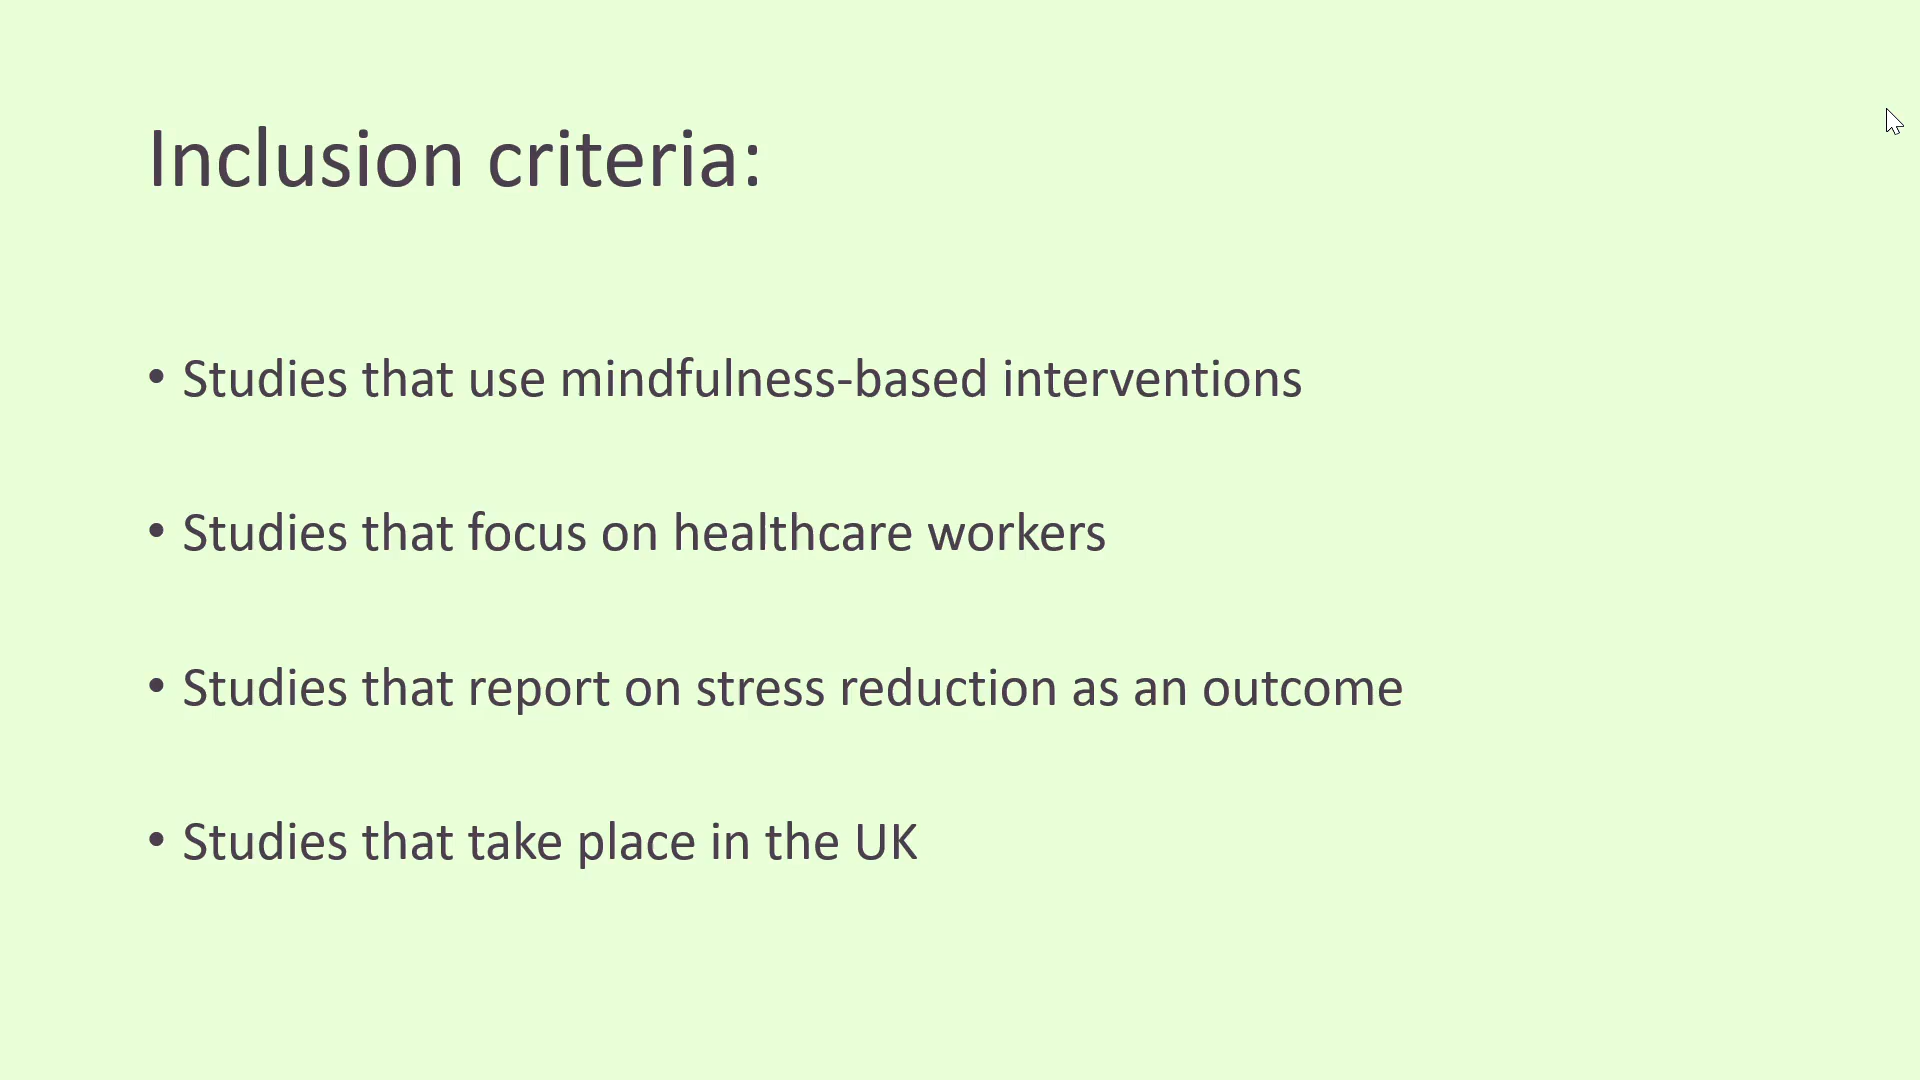 Inclusion criteria:
• Studies that use mindfulness-based interventions
• Studies that focus on healthcare workers
• Studies that report on stress reduction as an outcome
• Studies that take place in the UK